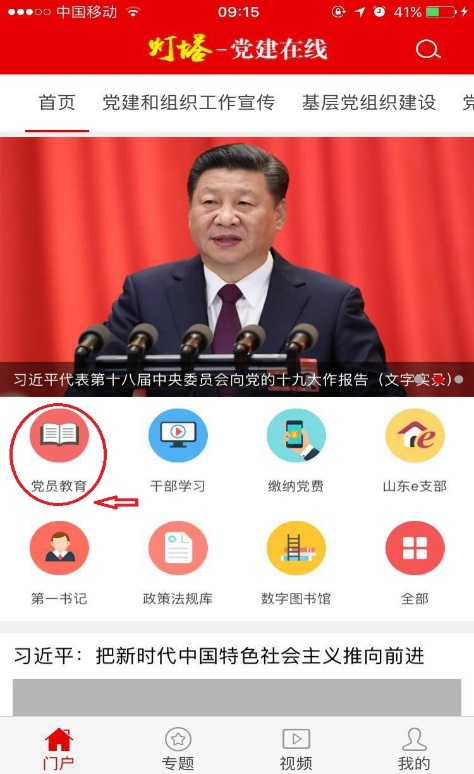 中国移动 09:15 41%
灯塔-党建在线
首页 党建和组织工作宣传 基层党组织建设
习近平代表第十八届中央委员会向党的十九大作报告（文字实录）
党员教育 干部学习 缴纳党费 山东e支部
第一书记 政策法规库 数字图书馆 全部
习近平：把新时代中国特色社会主义推向前进
门户 专题 视频 我的